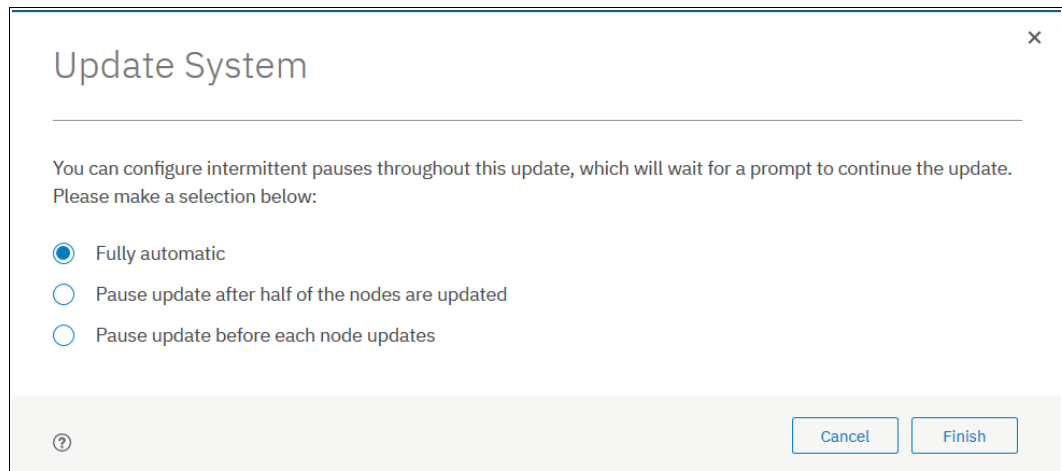 Update System
You can configure intermittent pauses throughout this update, which will wait for a prompt to continue the update.
Please make a selection below:
Fully automatic
Pause update after half of the nodes are updated
Pause update before each node updates
Cancel
Finish